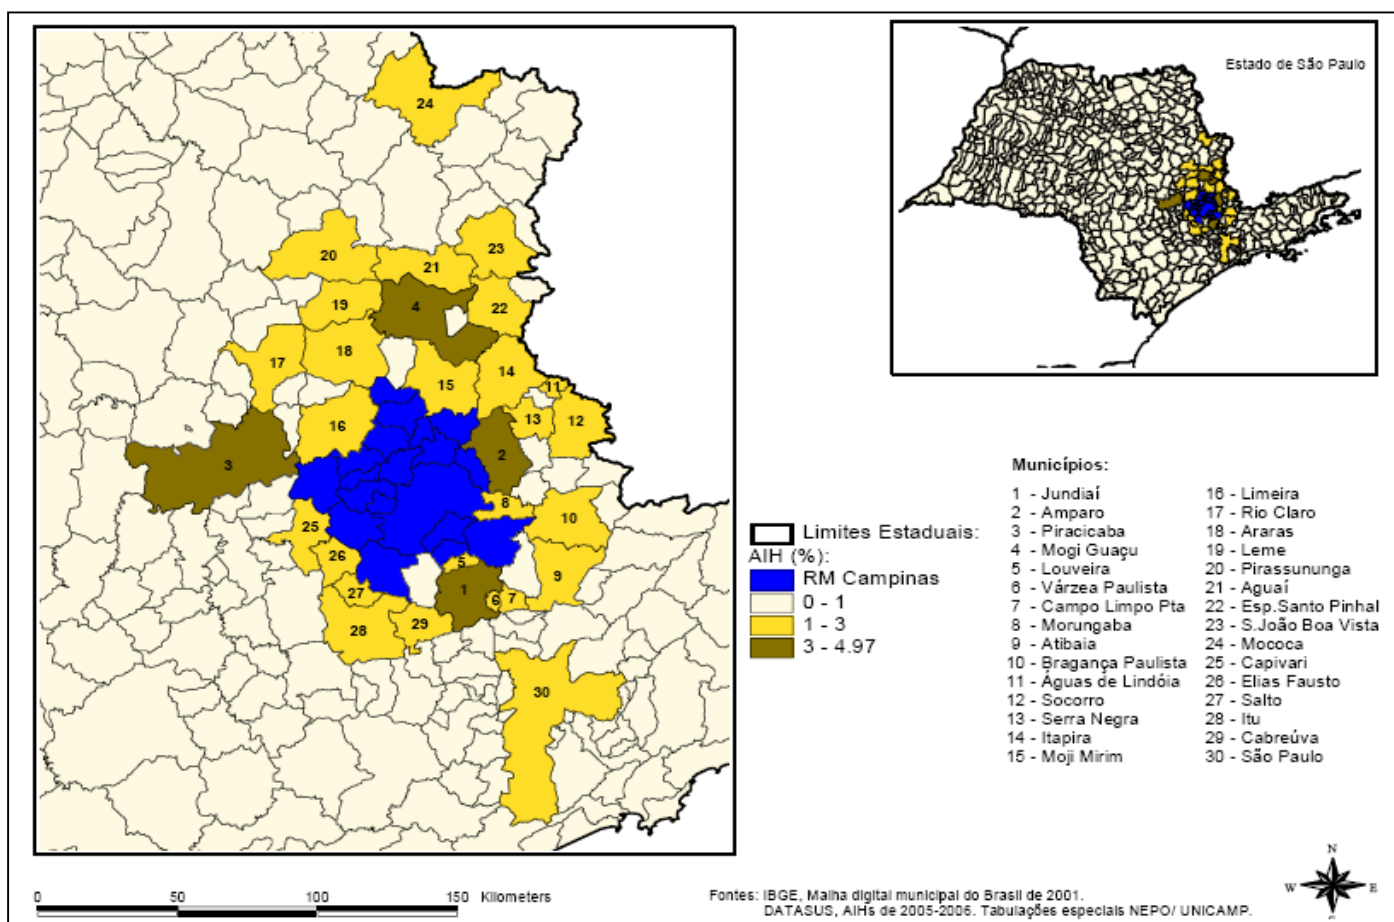 24
20
21
23
19
4
22
17
18
15
14
11
16
13
12
3
2
8
10
25
26
5
9
27
1
6
7
28
29
30
Estado de São Paulo
Limites Estaduais:
AIH (%):
RM Campinas
0 - 1
1 - 3
3 - 4.97
Municípios:
1 - Jundiaí
2 - Amparo
3 - Piracicaba
4 - Mogi Guaçu
5 - Louveira
6 - Várzea Paulista
7 - Campo Limpo Pta
8 - Morungaba
9 - Atibaia
10 - Bragança Paulista
11 - Águas de Lindóia
12 - Socorro
13 - Serra Negra
14 - Itapira
15 - Moji Mirim
16 - Limeira
17 - Rio Claro
18 - Araras
19 - Leme
20 - Pirassununga
21 - Aguaí
22 - Esp.Santo Pinhal
23 - S.João Boa Vista
24 - Mococa
25 - Capivari
26 - Elias Fausto
27 - Salto
28 - Itu
29 - Cabreúva
30 - São Paulo
0 50 100 150 Kilometers
Fontes: IBGE, Malha digital municipal do Brasil de 2001.
DATASUS, AIHs de 2005-2006. Tabulações especiais NEPO/ UNICAMP.
N
W E
S